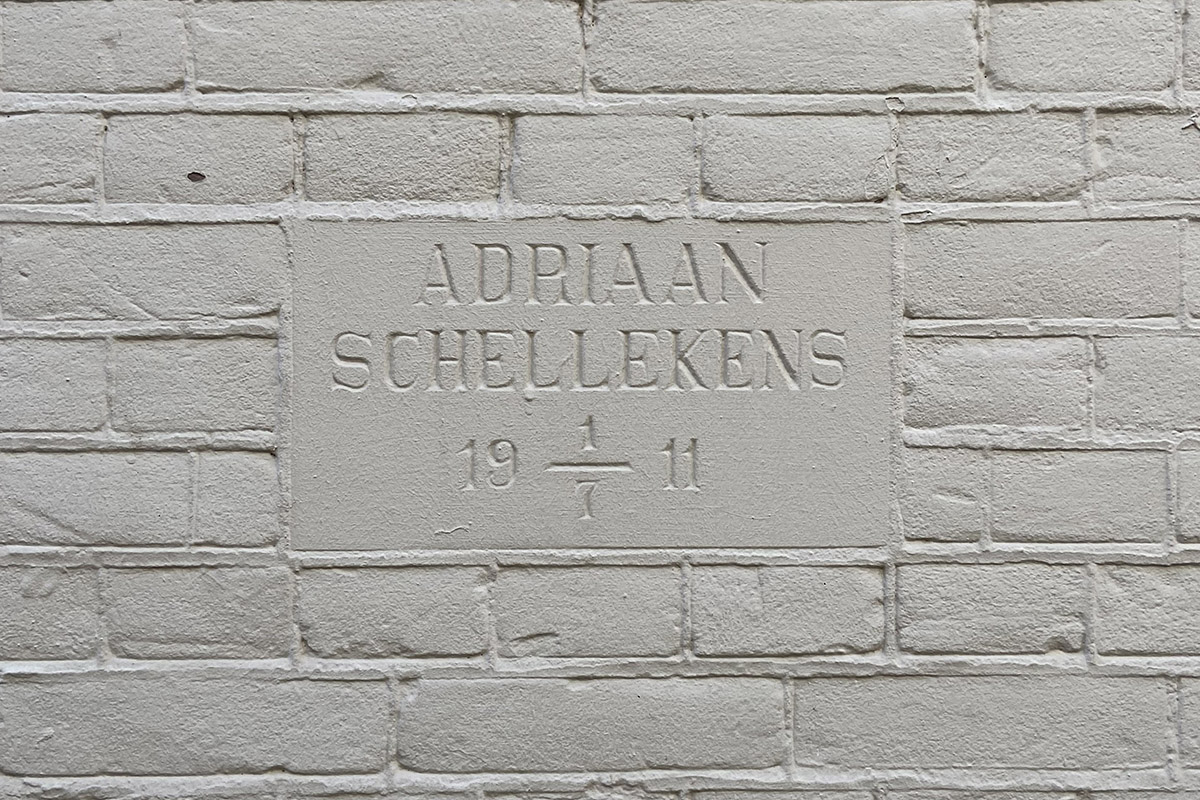 ADRIAAN
SCHELLEKENS
19 1/7 11